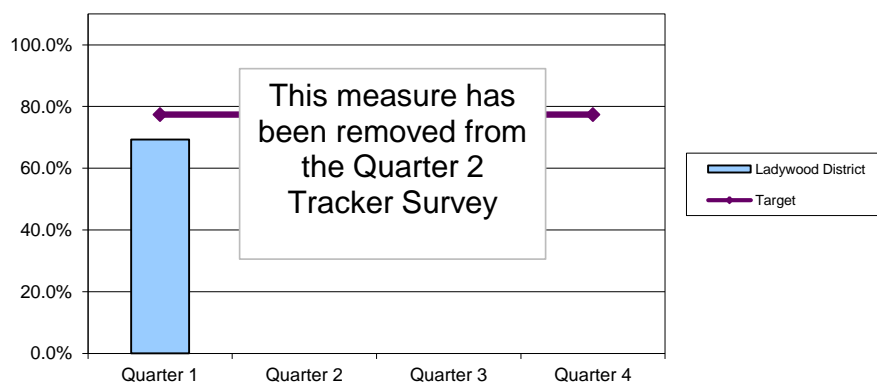 100.0%
80.0%
60.0%
40.0%
20.0%
0.0%
This measure has
been removed from
the Quarter 2
Tracker Survey
Quarter 1
Quarter 2
Quarter 3
Quarter 4
Ladywood District
Target